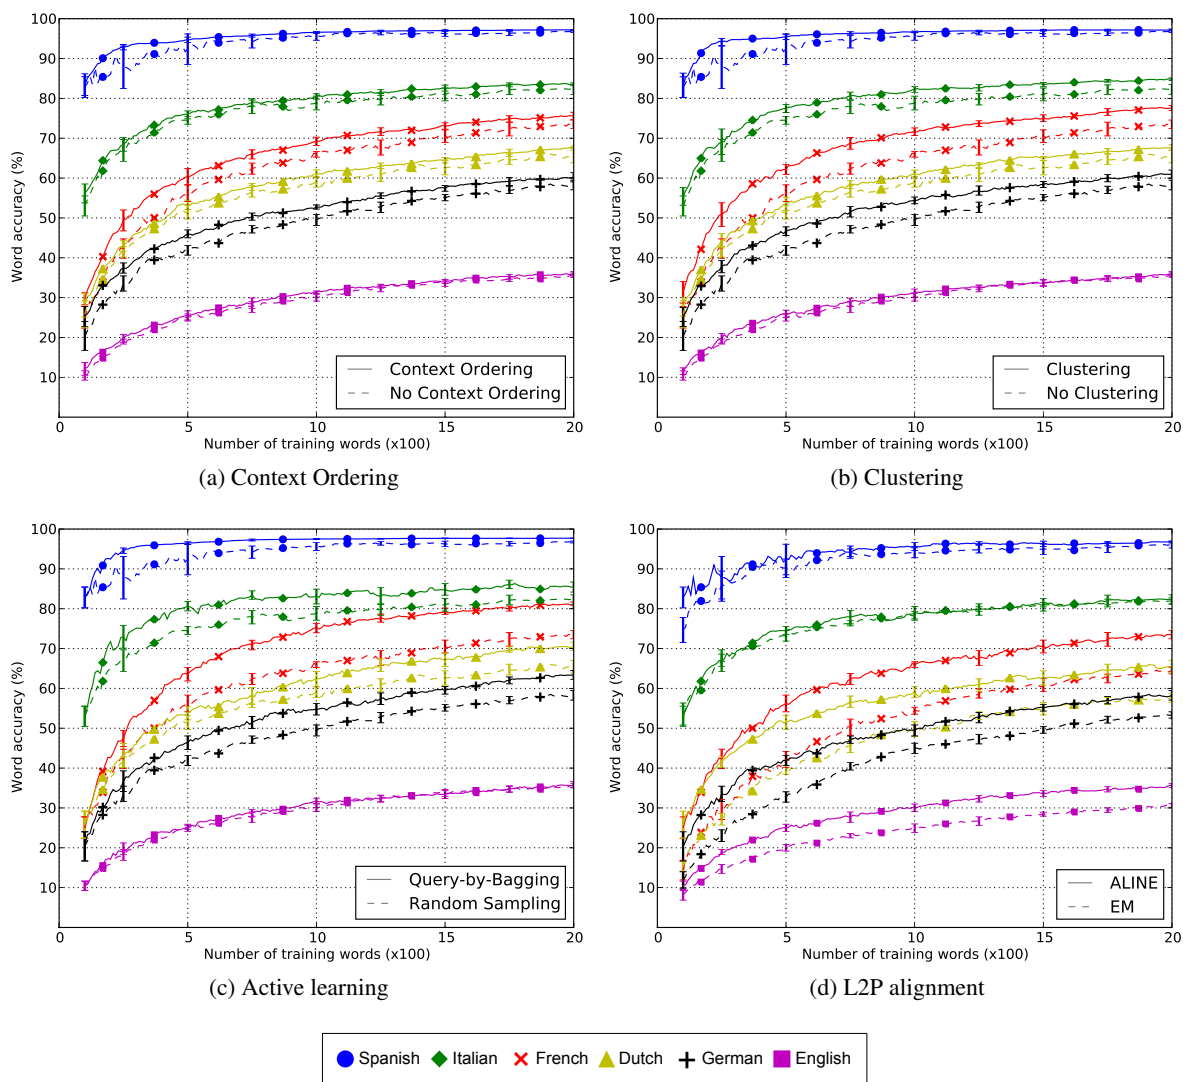 100
90
80
70
60
50
40
30
20
10
Word accuracy (%)
Context Ordering
No Context Ordering
0 5 10 15 20
Number of training words (x100)
(a) Context Ordering
100
90
80
70
60
50
40
30
20
10
Word accuracy (%)
Clustering
No Clustering
0 5 10 15 20
Number of training words (x100)
(b) Clustering
100
90
80
70
60
50
40
30
20
10
Word accuracy (%)
Query-by-Bagging
Random Sampling
0 5 10 15 20
Number of training words (x100)
(c) Active learning
100
90
80
70
60
50
40
30
20
10
Word accuracy (%)
ALINE
EM
0 5 10 15 20
Number of training words (x100)
(d) L2P alignment
Spanish Italian French Dutch German English